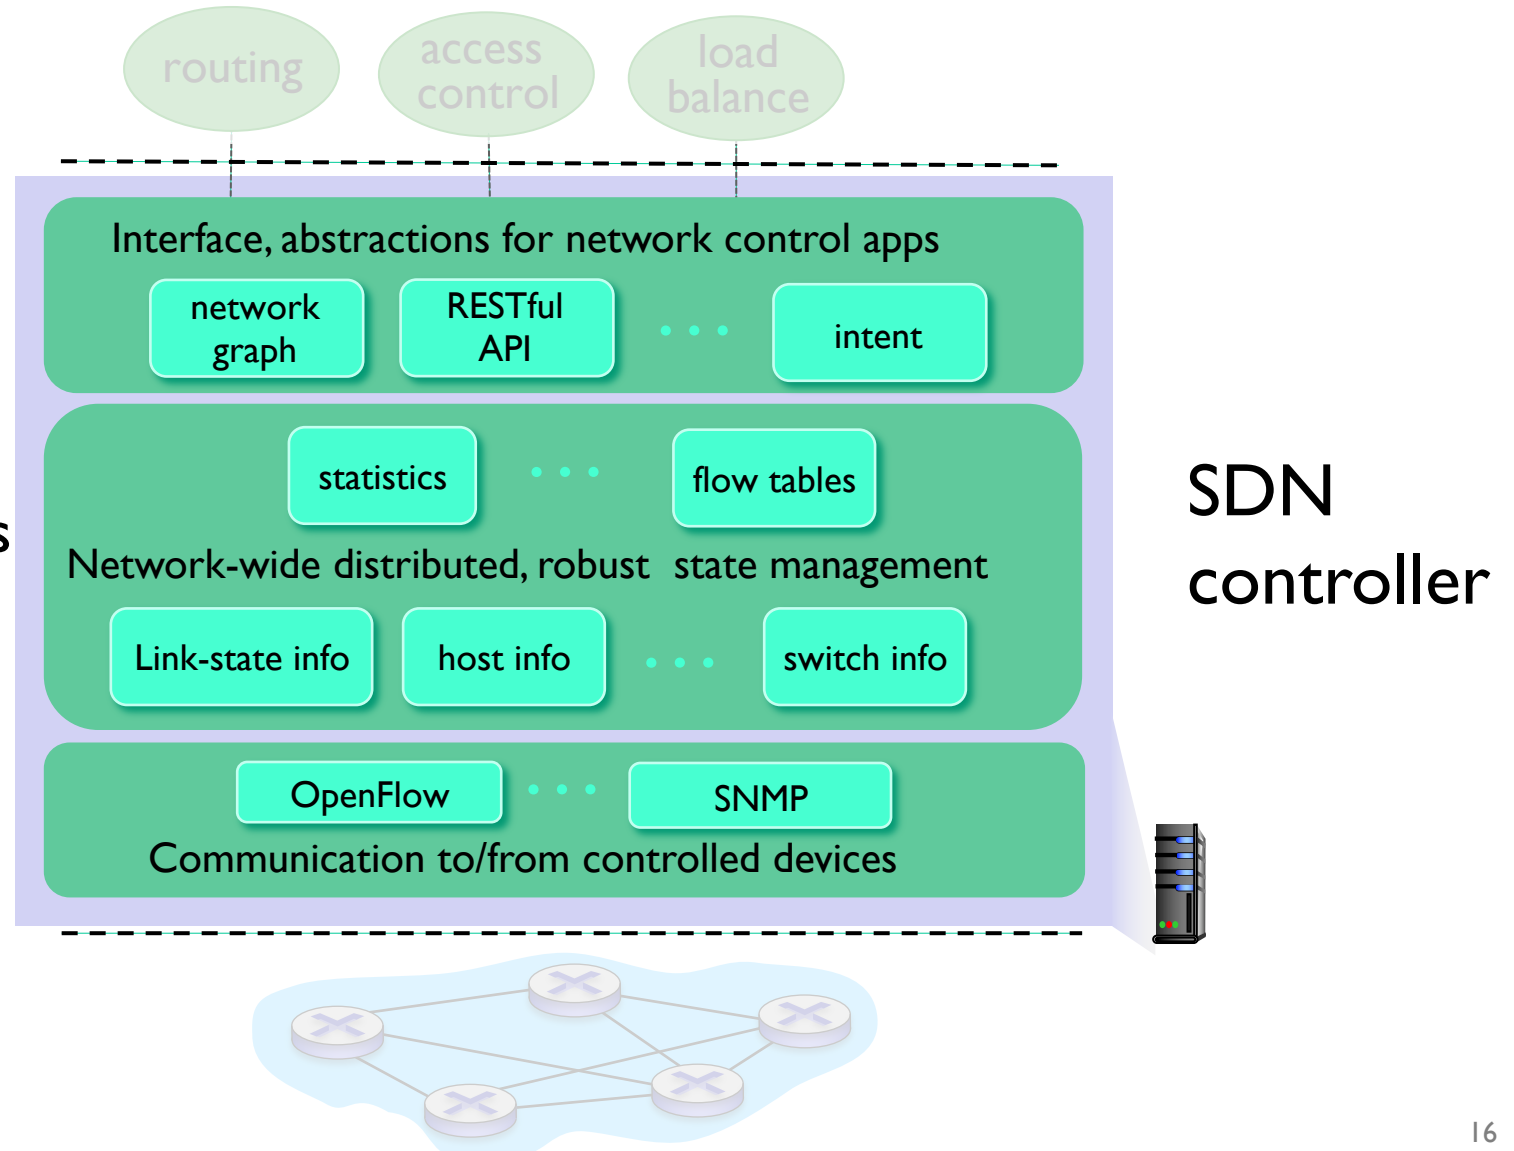 routing
access
control
load
balance
Interface, abstractions for network control apps
network
graph
RESTful
API
. . .
intent
statistics
. . .
flow tables
s
Network-wide distributed, robust  state management
Link-state info
host info
. . .
switch info
OpenFlow
. . .
SNMP
Communication to/from controlled devices
SDN
controller
16